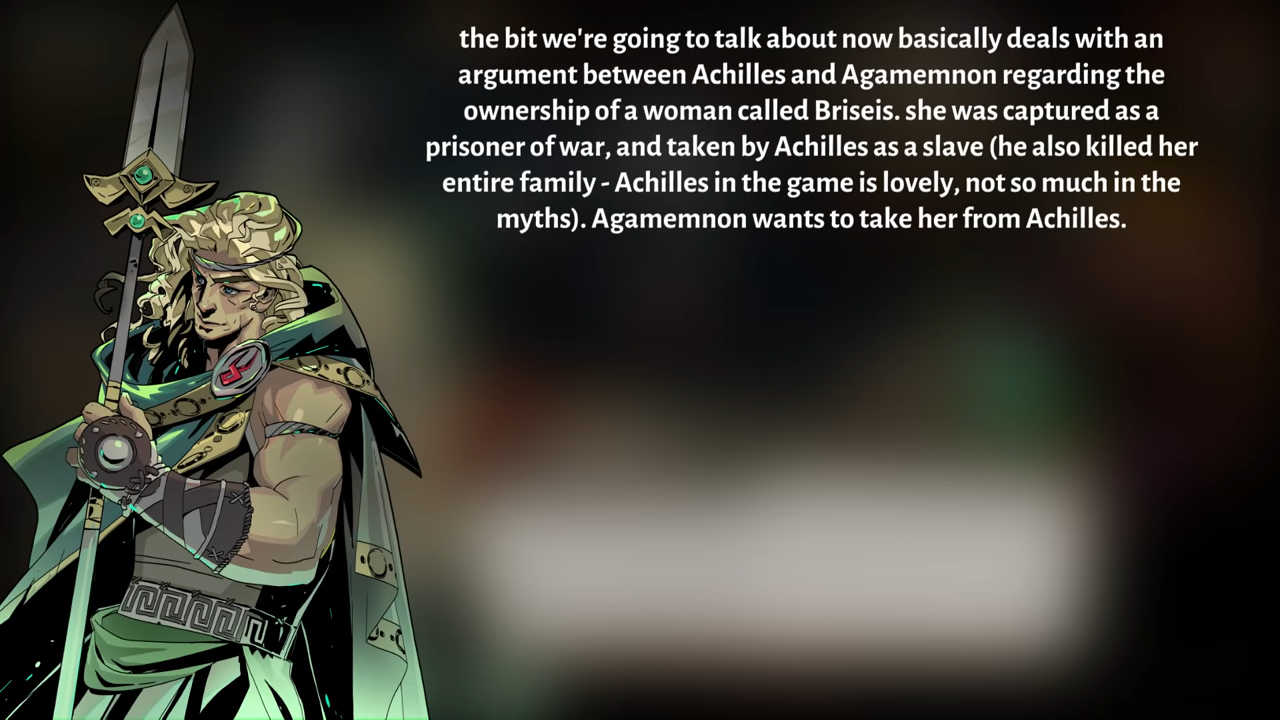 the bit we're going to talk about now basically deals with an
argument between Achilles and Agamemnon regarding the
ownership of a woman called Briseis. she was captured as a
prisoner of war, and taken by Achilles as a slave (he also killed her
entire family - Achilles in the game is lovely, not so much in the
myths). Agamemnon wants to take her from Achilles.